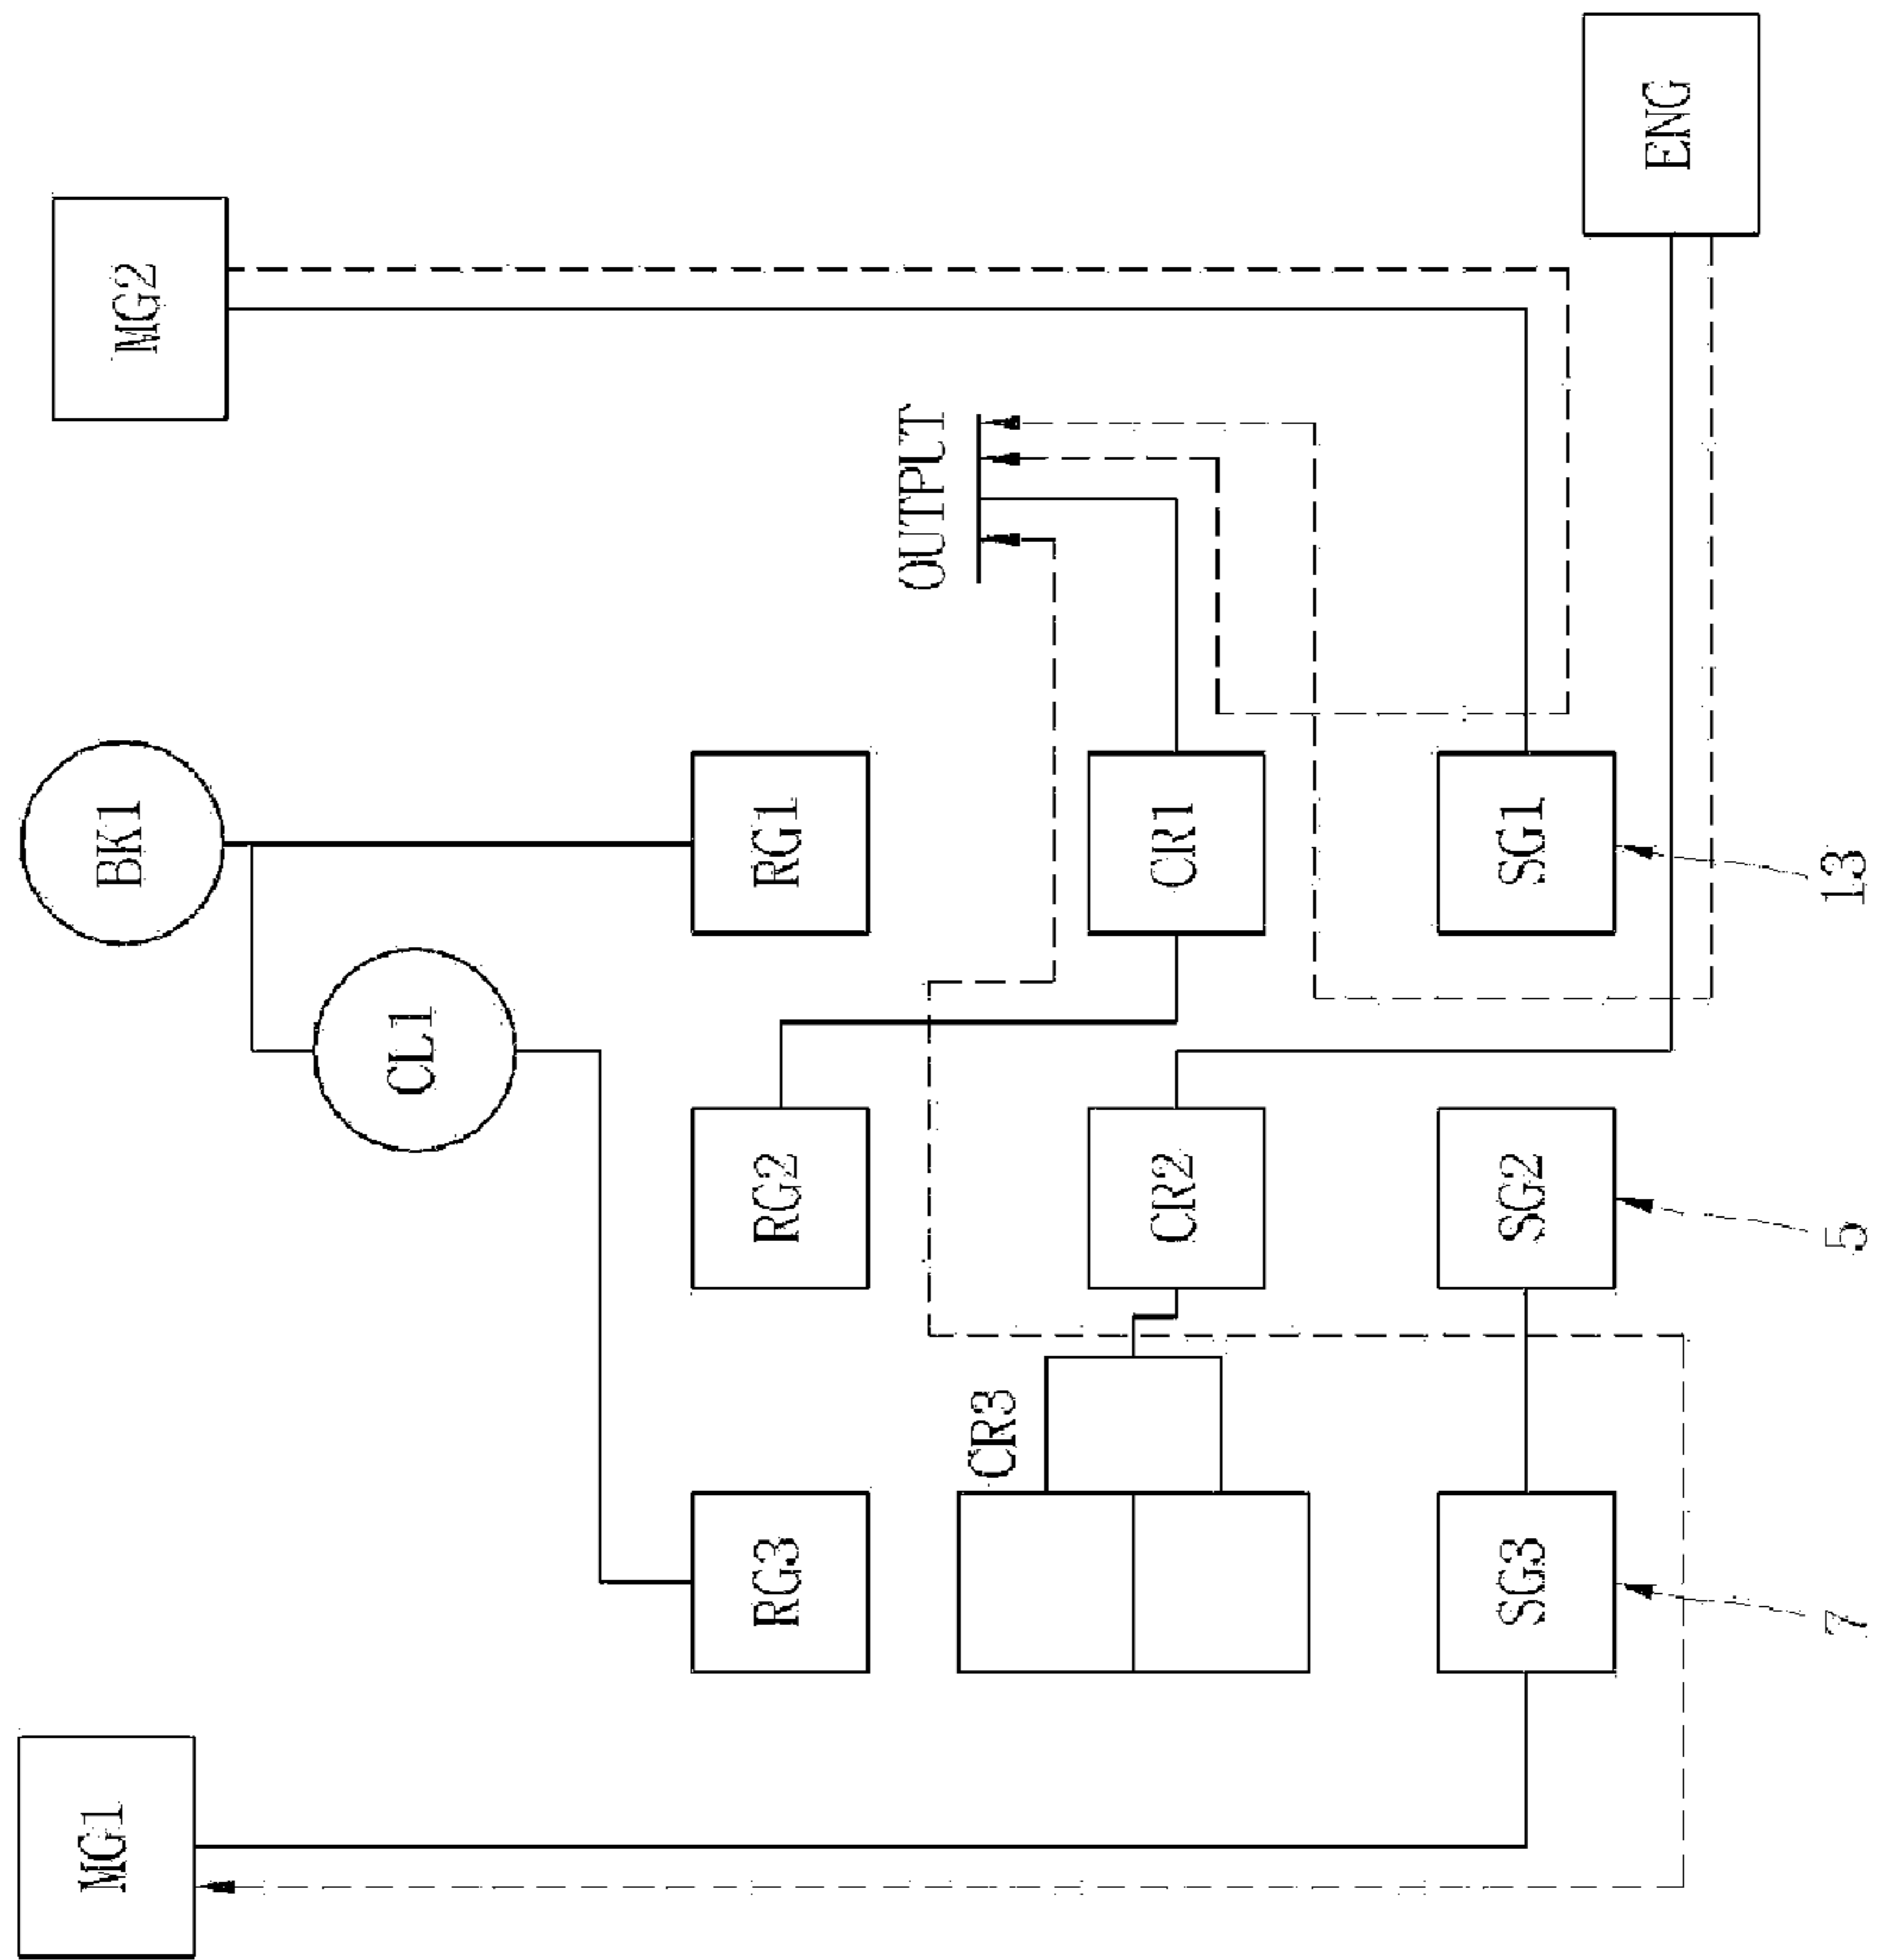 MG1
MG2
BK1
CL1
RG3
RG2
RG1
OUTPUT
CR3
CR2
CR1
SG3
SG2
SG1
ENG
7
5
13